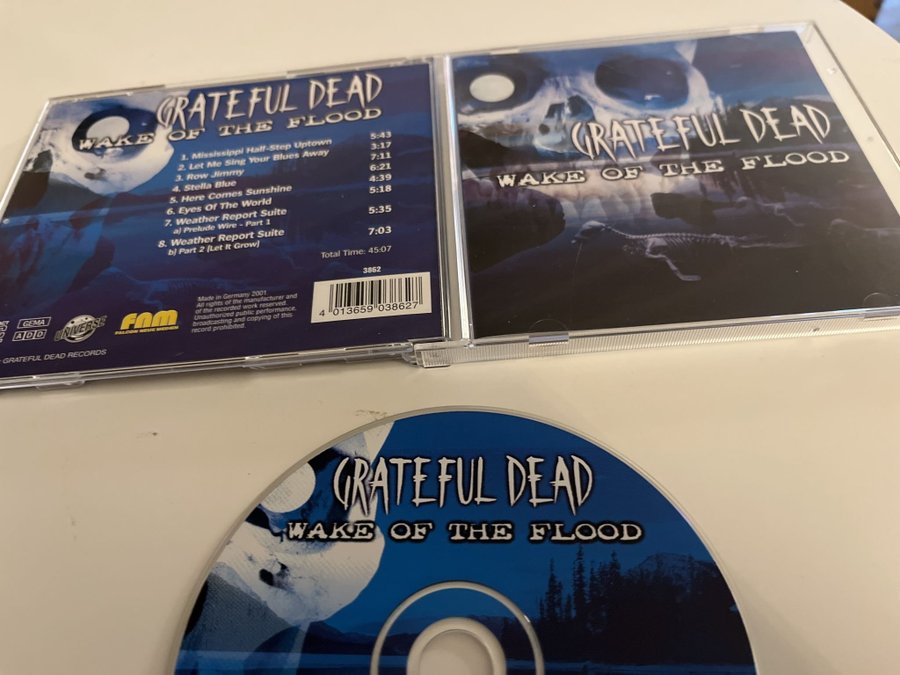 GRATEFUL DEAD
WAKE OF THE FLOOD
1. Mississippi Half-Step Uptown 5:43
2. Let Me Sing Your Blues Away 3:17
3. Row Jimmy 7:11
4. Stella Blue 6:21
5. Here Comes Sunshine 4:39
6. Eyes Of The World 5:18
7. Weather Report Suite
a) Prelude Wire - Part 1 5:35
8. Weather Report Suite 7:03
b) Part 2 (Let It Grow)
Total Time: 45:07
3862
4 013659 038627
GEMA
ADD
UNIVERSE
FNM
FALCON NEUE MEDIEN
Made in Germany 2001
All rights of the manufacturer and
of the recorded work reserved.
Unauthorized public performance,
broadcasting and copying of this
record prohibited.
GRATEFUL DEAD RECORDS
GRATEFUL DEAD
WAKE OF THE FLOOD
GRATEFUL DEAD
WAKE OF THE FLOOD